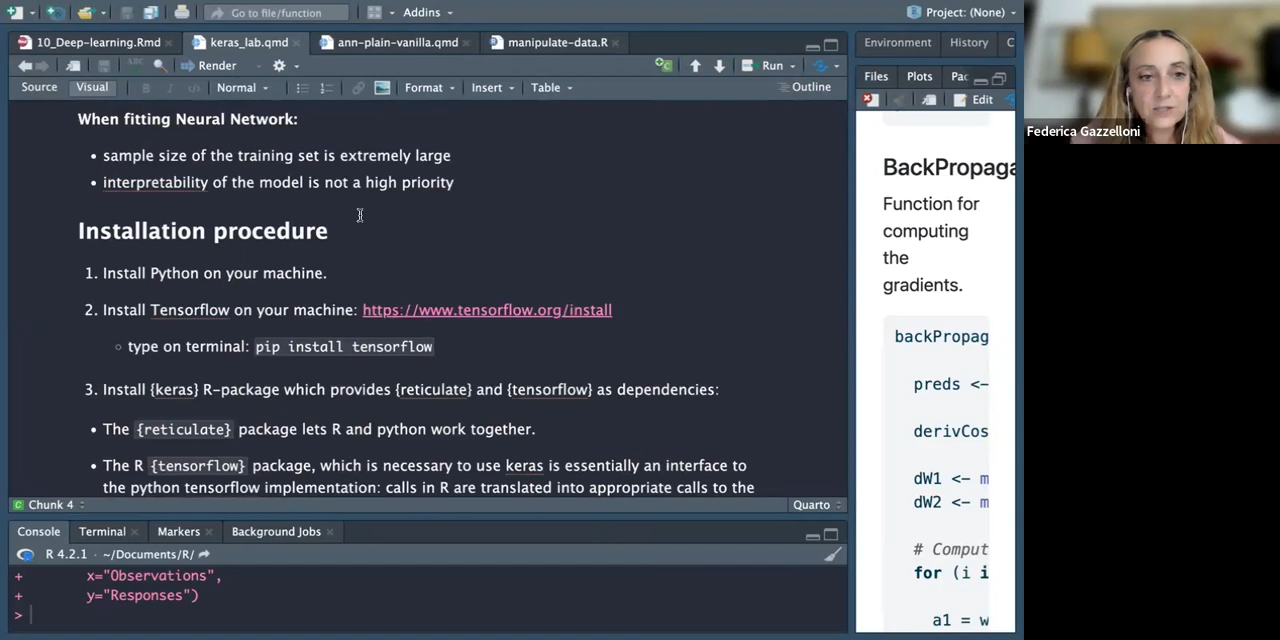 Go to file/function
Addins
Project: (None)
10_Deep-learning.Rmd
keras_lab.qmd
ann-plain-vanilla.qmd
manipulate-data.R
Environment
History
C
ABC
Render
Run
Files
Plots
Pac
Source
Visual
B
I
</>
Normal
Format
Insert
Table
Outline
Edit
When fitting Neural Network:
• sample size of the training set is extremely large
• interpretability of the model is not a high priority
Installation procedure
1. Install Python on your machine.
2. Install Tensorflow on your machine: https://www.tensorflow.org/install
◦ type on terminal: pip install tensorflow
3. Install {keras} R-package which provides {reticulate} and {tensorflow} as dependencies:
• The {reticulate} package lets R and python work together.
• The R {tensorflow} package, which is necessary to use keras is essentially an interface to
the python tensorflow implementation: calls in R are translated into appropriate calls to the
C Chunk 4
Quarto
Console
Terminal
Markers
Background Jobs
R 4.2.1 · ~/Documents/R/
+ x="Observations",
+ y="Responses")
>
BackPropaga
Function for
computing
the
gradients.
backPropag
preds <-
derivCos
dW1 <- m
dW2 <- m
# Comput
for (i i
a1 = w
Federica Gazzelloni